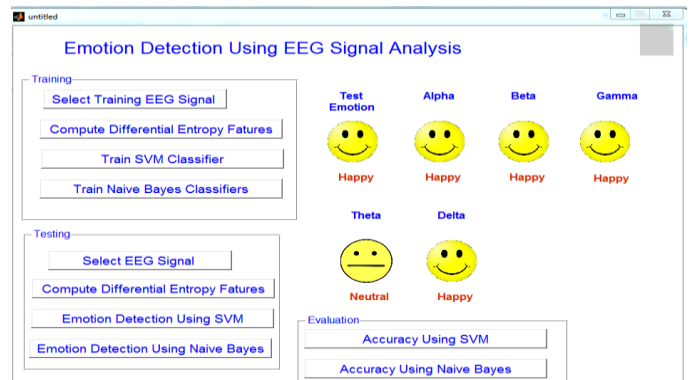 untitled
Emotion Detection Using EEG Signal Analysis
Training
Select Training EEG Signal
Compute Differential Entropy Fatures
Train SVM Classifier
Train Naive Bayes Classifiers
Test
Emotion
Alpha
Beta
Gamma
Happy
Happy
Happy
Happy
Theta
Delta
Neutral
Happy
Testing
Select EEG Signal
Compute Differential Entropy Fatures
Emotion Detection Using SVM
Emotion Detection Using Naive Bayes
Evaluation
Accuracy Using SVM
Accuracy Using Naive Bayes